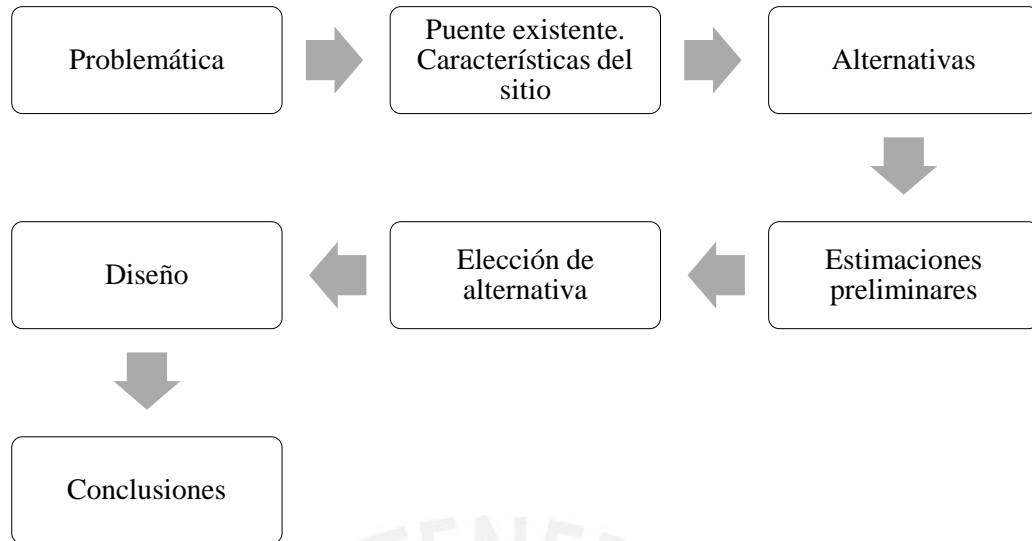 Problemática
Puente existente.
Características del
sitio
Alternativas
Estimaciones
preliminares
Elección de
alternativa
Diseño
Conclusiones